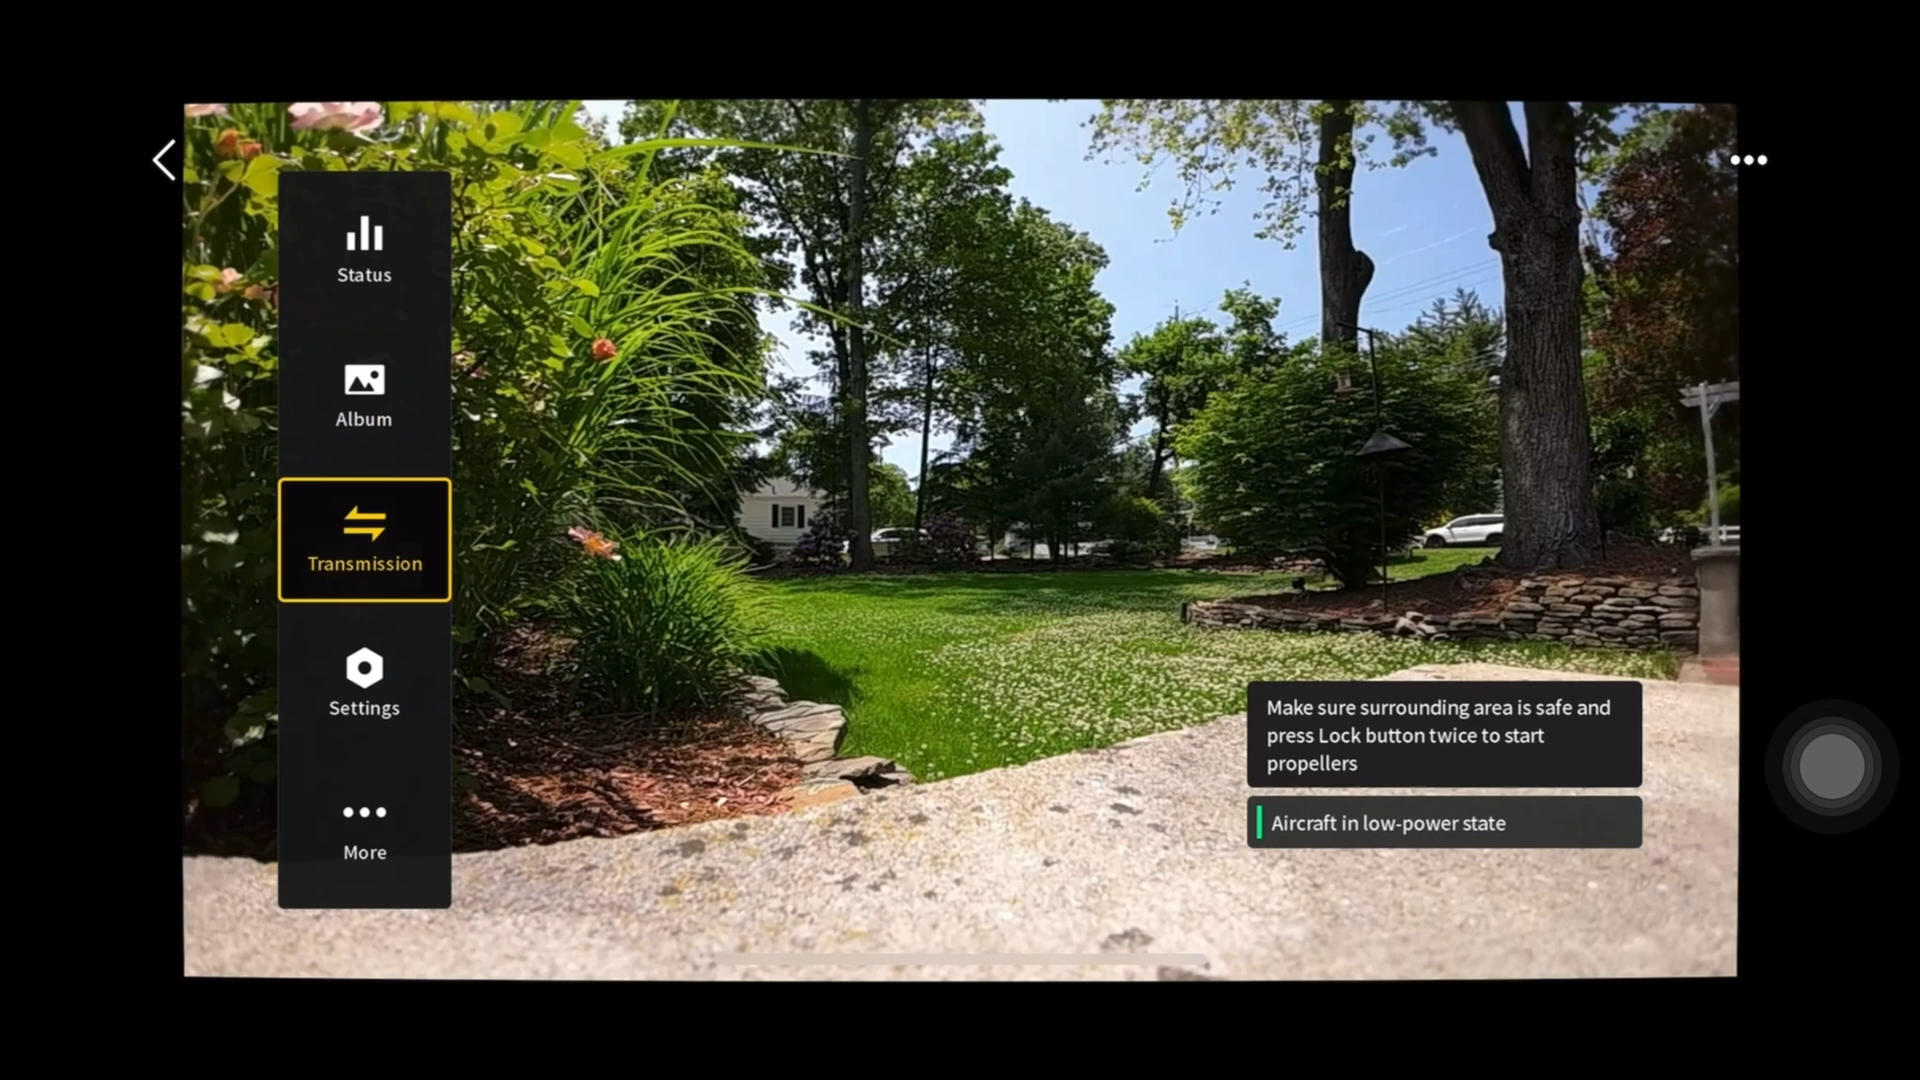 Status
Album
Transmission
Settings
More
Make sure surrounding area is safe and
press Lock button twice to start
propellers
Aircraft in low-power state